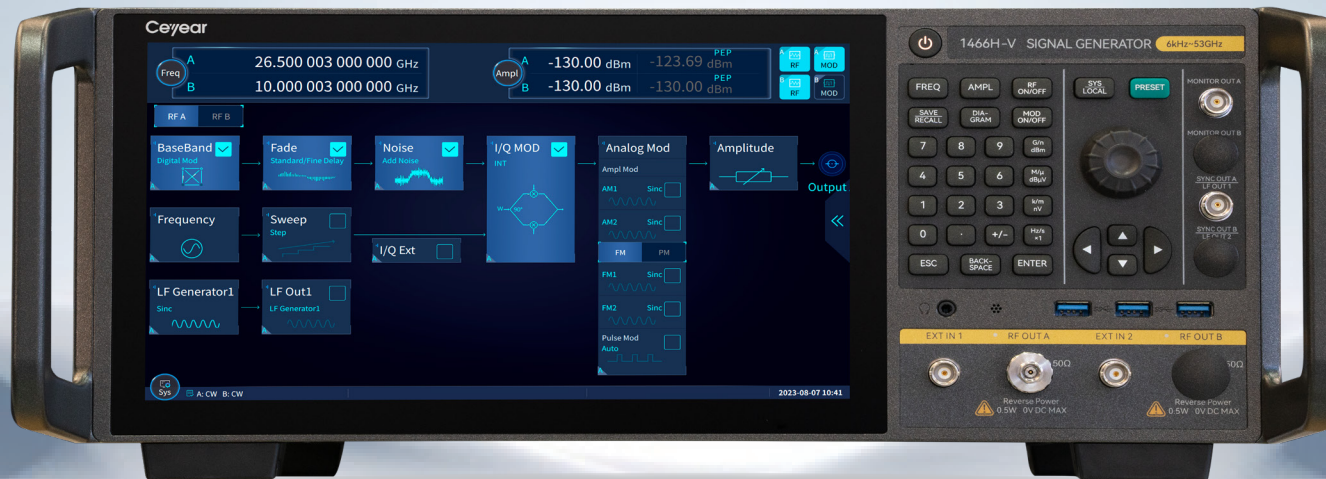 Ceyear
Freq
A
26.500 003 000 000 GHz
B
10.000 003 000 000 GHz
Ampl
PEP
A
-130.00 dBm
-123.69 dBm
PEP
B
-130.00 dBm
-130.00 dBm
A
RF
A
MOD
B
RF
B
MOD
RF A
RF B
BaseBand
Digital Mod
Fade
Standard/Fine Delay
Noise
Add Noise
I/Q MOD
INT
W
90°
Analog Mod
Ampl Mod
AM1 Sinc
AM2 Sinc
FM
PM
FM1 Sinc
FM2 Sinc
Pulse Mod
Auto
Amplitude
Output
Frequency
Sweep
Step
I/Q Ext
LF Generator1
Sinc
LF Out1
LF Generator1
Sys
A: CW B: CW
2023-08-07 10:41
1466H-V SIGNAL GENERATOR
6kHz~53GHz
FREQ
AMPL
RF
ON/OFF
SYS
LOCAL
PRESET
SAVE
RECALL
DIA-
GRAM
MOD
ON/OFF
7
8
9
G/n
dBm
4
5
6
M/μ
dBμV
1
2
3
k/m
nV
0
.
+/-
Hz/s
×1
ESC
BACK-
SPACE
ENTER
MONITOR OUT A
MONITOR OUT B
SYNC OUT A
LF OUT 1
SYNC OUT B
LF OUT 2
EXT IN 1
RF OUT A
EXT IN 2
RF OUT B
50Ω
50Ω
Reverse Power
0.5W 0V DC MAX
Reverse Power
0.5W 0V DC MAX